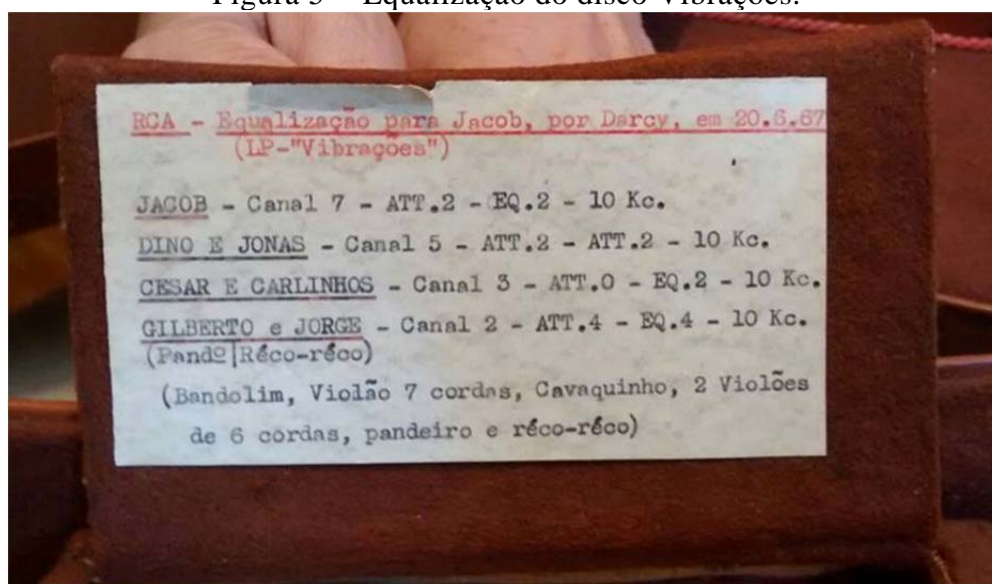 Figura 3 – Equalização do disco Vibrações.
RCA - Equalização para Jacob, por Darcy, em 20.6.67
(LP-"Vibrações")
JACOB - Canal 7 - ATT.2 - EQ.2 - 10 Kc.
DINO E JONAS - Canal 5 - ATT.2 - ATT.2 - 10 Kc.
CESAR E CARLINHOS - Canal 3 - ATT.0 - EQ.2 - 10 Kc.
GILBERTO e JORGE - Canal 2 - ATT.4 - EQ.4 - 10 Kc.
(Pandº|Réco-réco)
(Bandolim, Violão 7 cordas, Cavaquinho, 2 Violões
de 6 cordas, pandeiro e réco-réco)